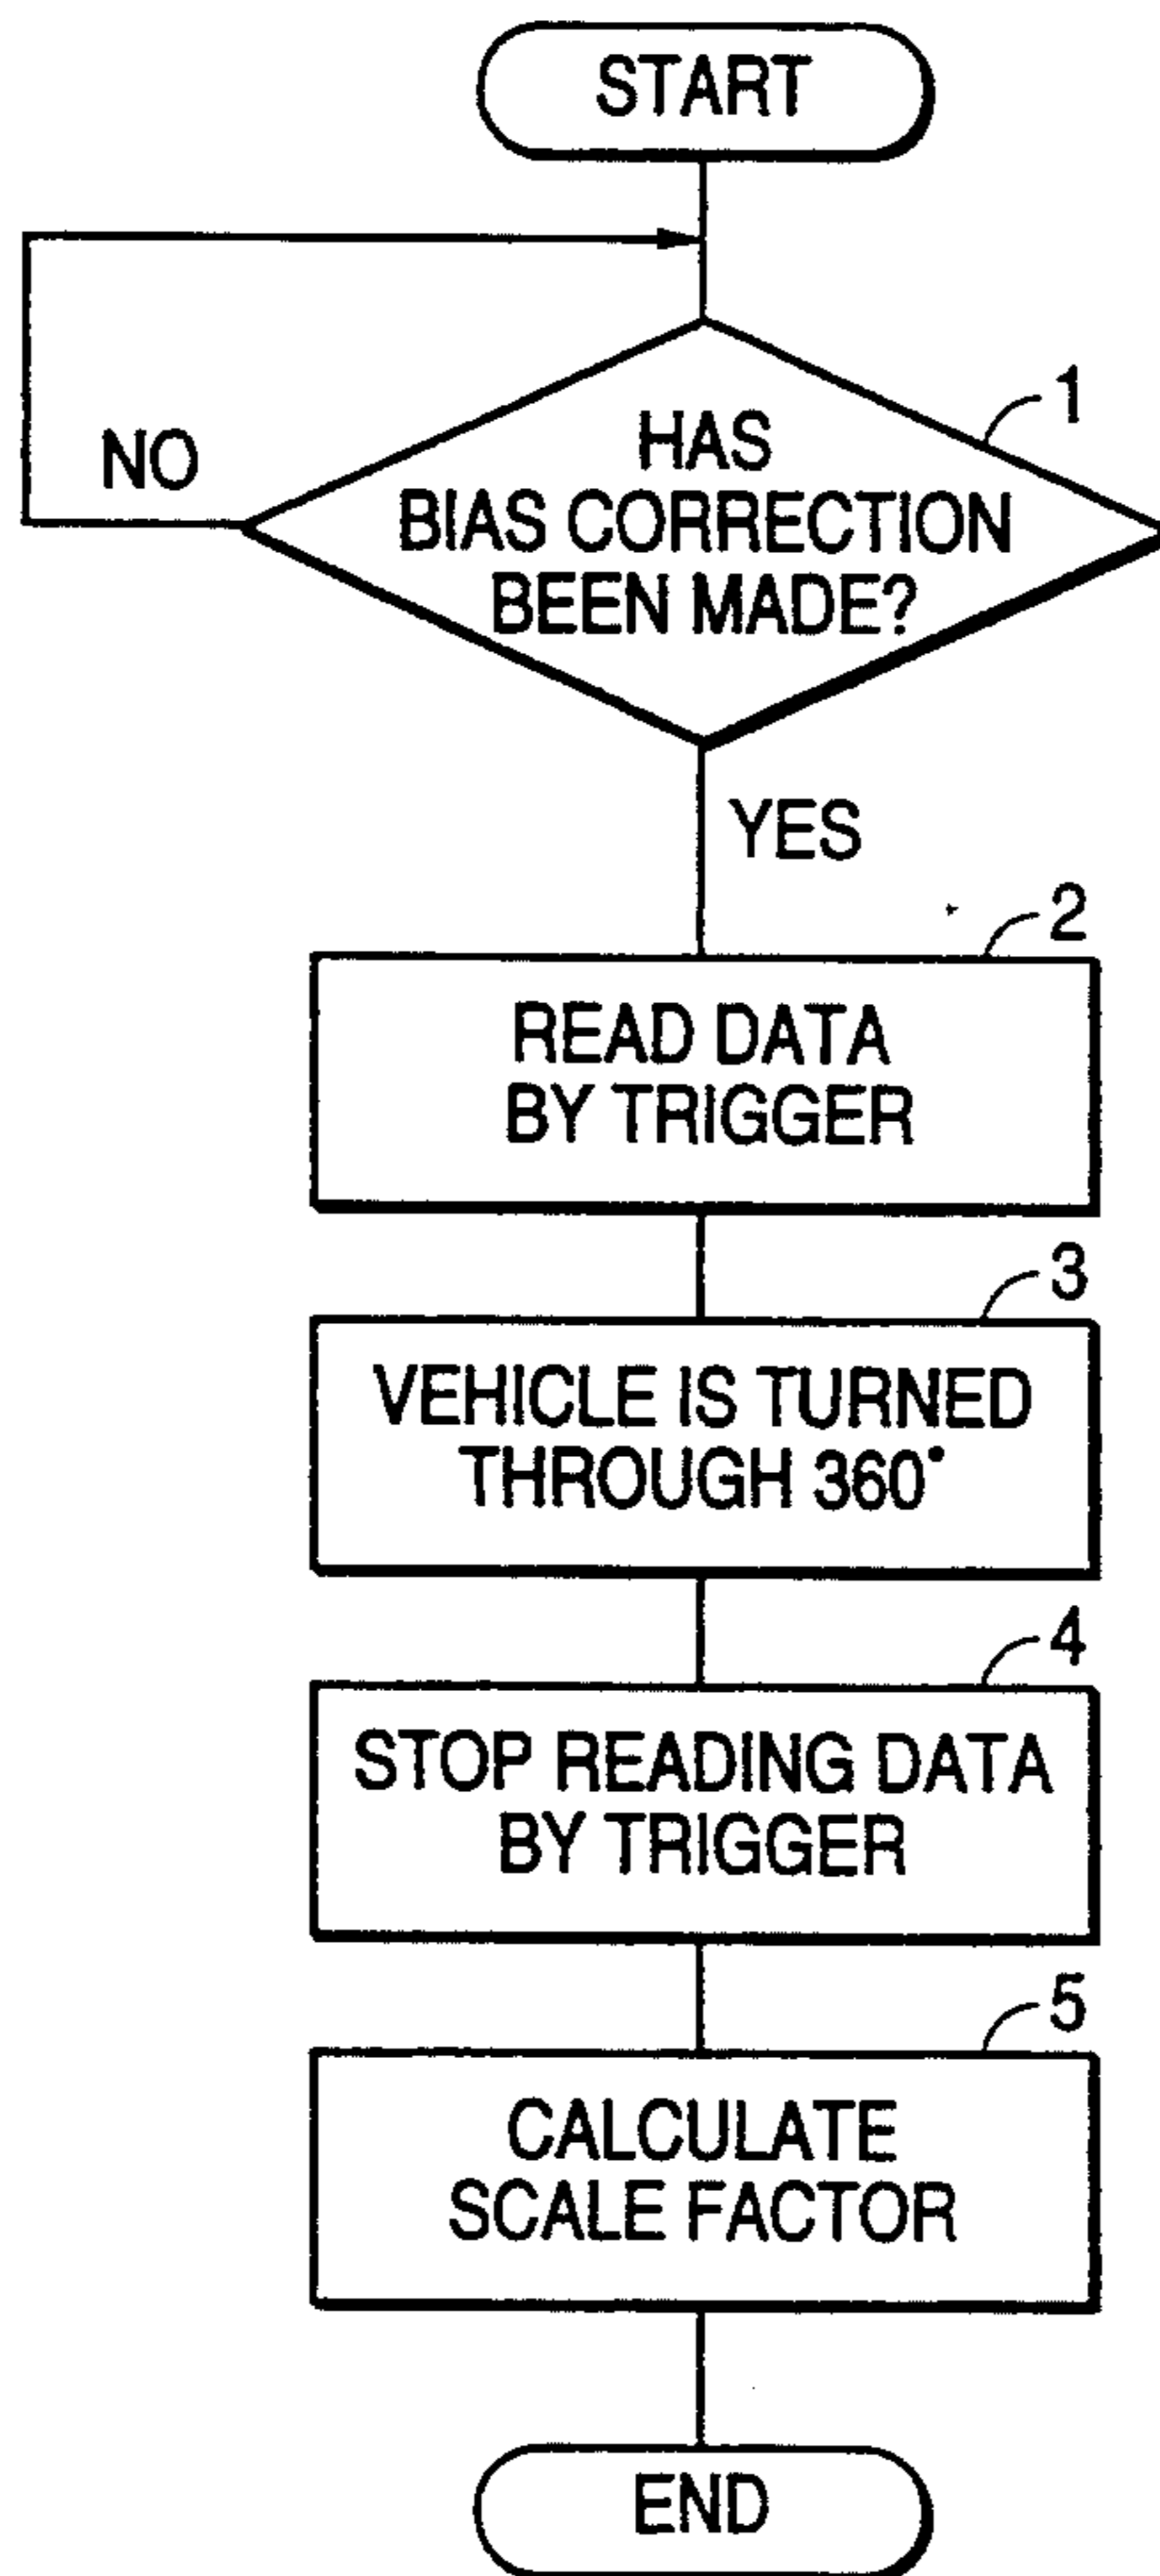 START
NO
1
HAS
BIAS CORRECTION
BEEN MADE?
YES
2
READ DATA
BY TRIGGER
3
VEHICLE IS TURNED
THROUGH 360°
4
STOP READING DATA
BY TRIGGER
5
CALCULATE
SCALE FACTOR
END